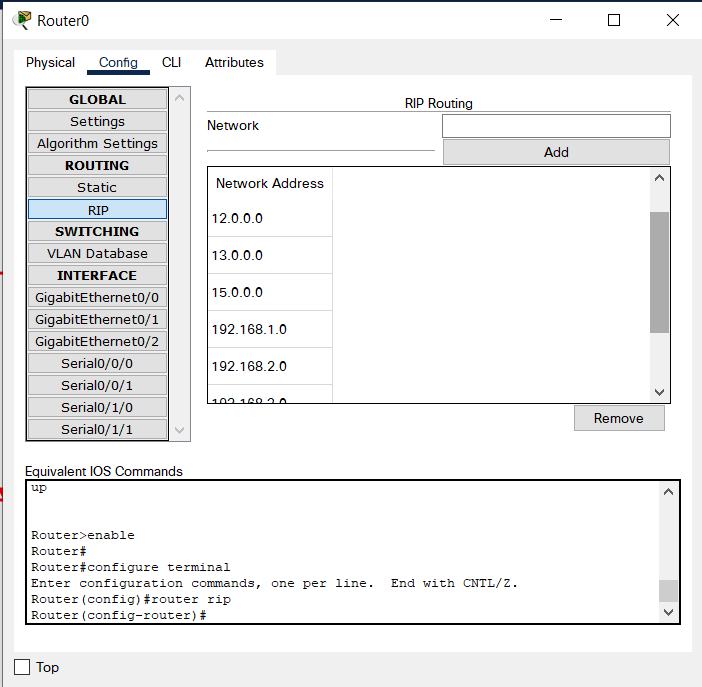 Router0
Physical Config CLI Attributes
GLOBAL
Settings
Algorithm Settings
ROUTING
Static
RIP
SWITCHING
VLAN Database
INTERFACE
GigabitEthernet0/0
GigabitEthernet0/1
GigabitEthernet0/2
Serial0/0/0
Serial0/0/1
Serial0/1/0
Serial0/1/1
RIP Routing
Network
Add
Network Address
12.0.0.0
13.0.0.0
15.0.0.0
192.168.1.0
192.168.2.0
Remove
Equivalent IOS Commands
up
Router>enable
Router#
Router#configure terminal
Enter configuration commands, one per line. End with CNTL/Z.
Router(config)#router rip
Router(config-router)#
Top